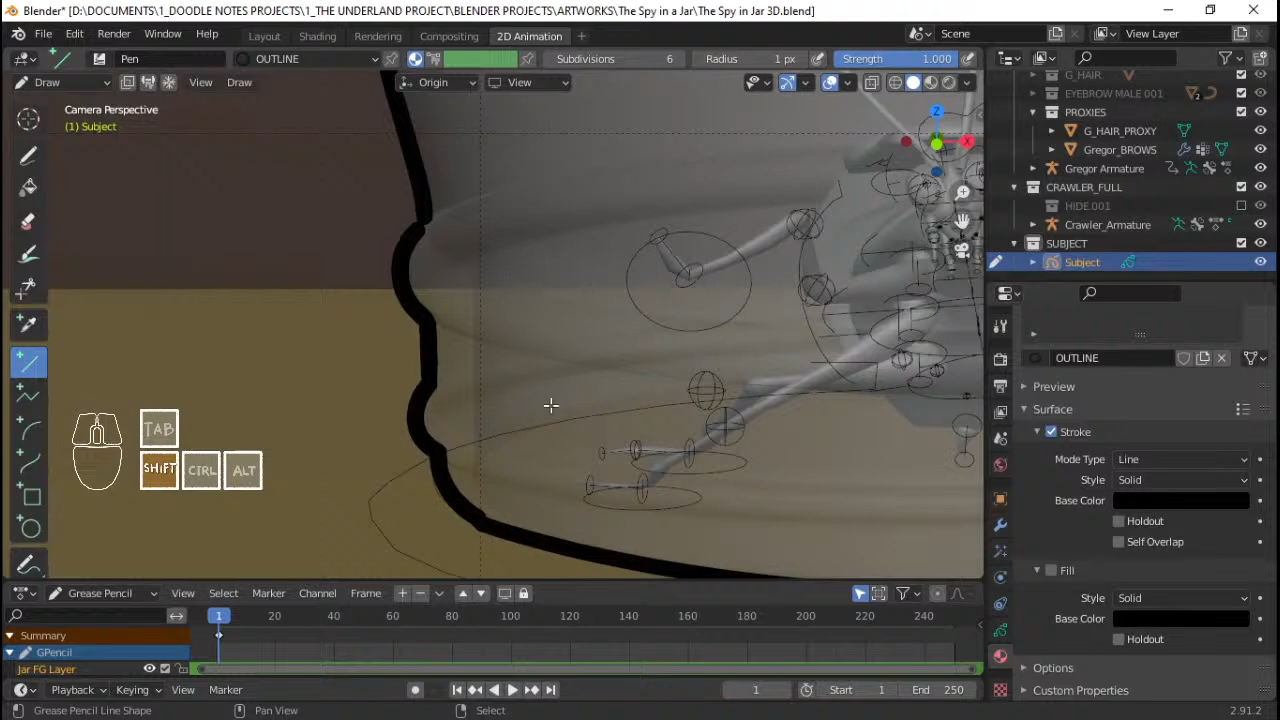 Blender* [D:\DOCUMENTS\1_DOODLE NOTES PROJECTS\1_THE UNDERLAND PROJECT\BLENDER PROJECTS\ARTWORKS\The Spy in a Jar\The Spy in Jar 3D.blend]
File Edit Render Window Help Layout Shading Rendering Compositing 2D Animation Scene View Layer
Pen OUTLINE Subdivisions 6 Radius 1 px Strength 1.000
Draw View Draw Origin View
Camera Perspective
(1) Subject
G_HAIR
EYEBROW MALE 001 2
PROXIES
G_HAIR_PROXY
Gregor_BROWS
Gregor Armature
CRAWLER_FULL
HIDE.001
Crawler_Armature
SUBJECT
Subject
Z
X
OUTLINE
Preview
Surface
Stroke
Mode Type Line
Style Solid
Base Color
Holdout
Self Overlap
Fill
Style Solid
Base Color
Holdout
Options
Custom Properties
TAB
SHIFT CTRL ALT
Grease Pencil View Select Marker Channel Frame
1 20 40 60 80 100 120 140 160 180 200 220 240
Summary
GPencil
Jar FG Layer
Playback Keying View Marker 1 Start 1 End 250
Grease Pencil Line Shape Pan View Select 2.91.2